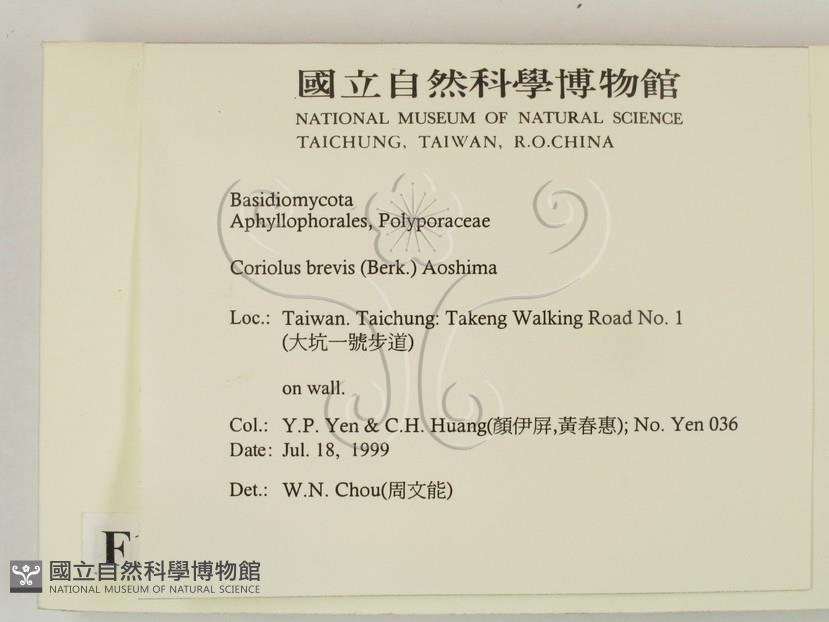 國立自然科學博物館
NATIONAL MUSEUM OF NATURAL SCIENCE
TAICHUNG, TAIWAN, R.O.CHINA
Basidiomycota
Aphyllophorales, Polyporaceae
Coriolus brevis (Berk.) Aoshima
Loc.: Taiwan. Taichung: Takeng Walking Road No. 1
(大坑一號步道)
on wall.
Col.: Y.P. Yen & C.H. Huang(顏伊屏,黃春惠); No. Yen 036
Date: Jul. 18, 1999
Det.: W.N. Chou(周文能)
F
國立自然科學博物館
NATIONAL MUSEUM OF NATURAL SCIENCE